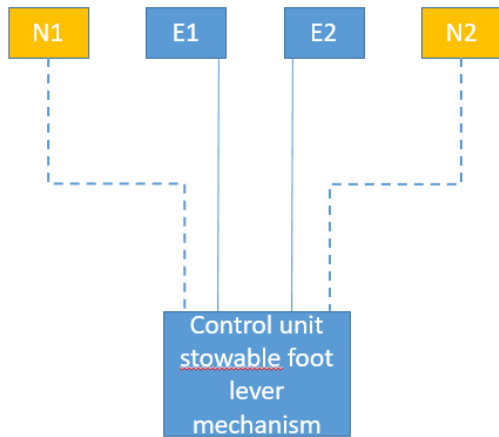 N1 E1 E2 N2
Control unit
stowable foot
lever
mechanism